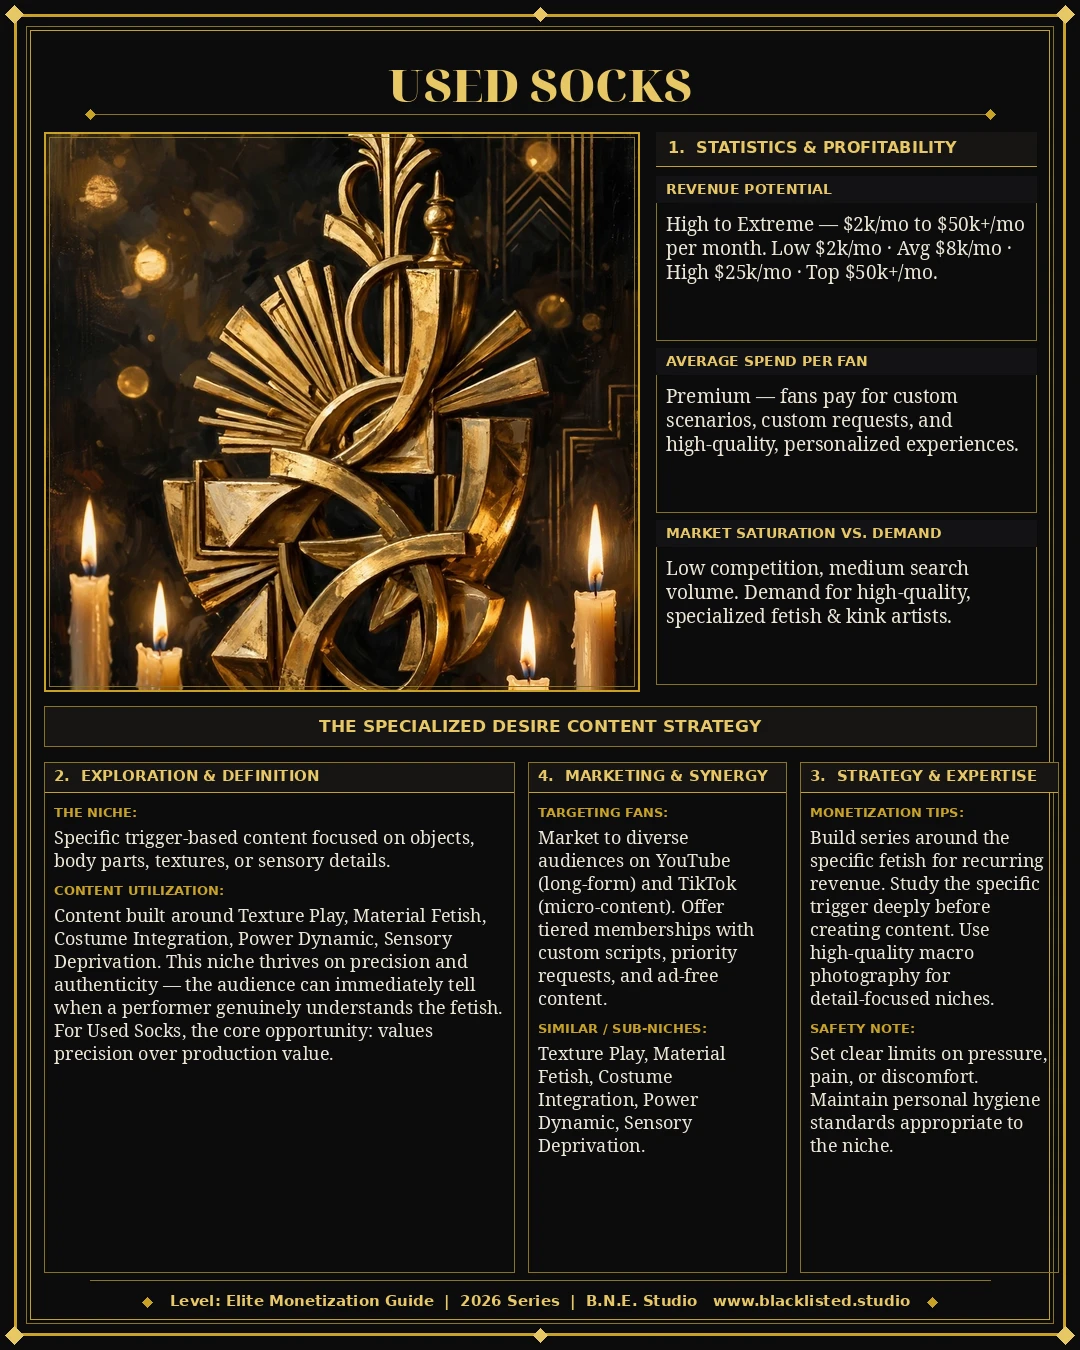 USED SOCKS
1. STATISTICS & PROFITABILITY
REVENUE POTENTIAL
High to Extreme — $2k/mo to $50k+/mo
per month. Low $2k/mo · Avg $8k/mo ·
High $25k/mo · Top $50k+/mo.
AVERAGE SPEND PER FAN
Premium — fans pay for custom
scenarios, custom requests, and
high-quality, personalized experiences.
MARKET SATURATION VS. DEMAND
Low competition, medium search
volume. Demand for high-quality,
specialized fetish & kink artists.
THE SPECIALIZED DESIRE CONTENT STRATEGY
2. EXPLORATION & DEFINITION
THE NICHE:
Specific trigger-based content focused on objects,
body parts, textures, or sensory details.
CONTENT UTILIZATION:
Content built around Texture Play, Material Fetish,
Costume Integration, Power Dynamic, Sensory
Deprivation. This niche thrives on precision and
authenticity — the audience can immediately tell
when a performer genuinely understands the fetish.
For Used Socks, the core opportunity: values
precision over production value.
4. MARKETING & SYNERGY
TARGETING FANS:
Market to diverse
audiences on YouTube
(long-form) and TikTok
(micro-content). Offer
tiered memberships with
custom scripts, priority
requests, and ad-free
content.
SIMILAR / SUB-NICHES:
Texture Play, Material
Fetish, Costume
Integration, Power
Dynamic, Sensory
Deprivation.
3. STRATEGY & EXPERTISE
MONETIZATION TIPS:
Build series around the
specific fetish for recurring
revenue. Study the specific
trigger deeply before
creating content. Use
high-quality macro
photography for
detail-focused niches.
SAFETY NOTE:
Set clear limits on pressure,
pain, or discomfort.
Maintain personal hygiene
standards appropriate to
the niche.
Level: Elite Monetization Guide | 2026 Series | B.N.E. Studio www.blacklisted.studio